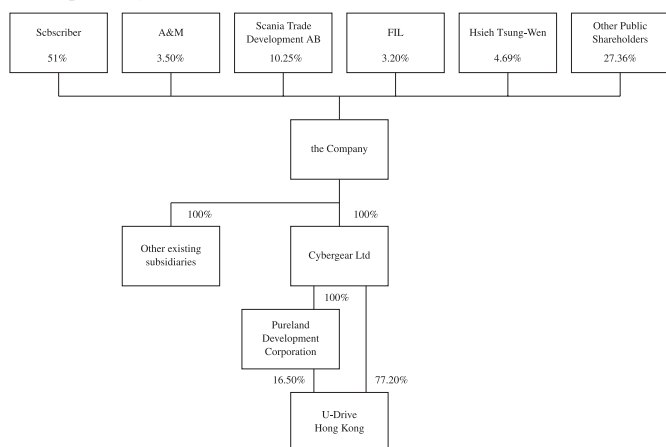 Scbscriber
51%
A&M
3.50%
Scania Trade
Development AB
10.25%
FIL
3.20%
Hsieh Tsung-Wen
4.69%
Other Public
Shareholders
27.36%
the Company
100%
100%
Other existing
subsidiaries
Cybergear Ltd
100%
Pureland
Development
Corporation
16.50%
77.20%
U-Drive
Hong Kong